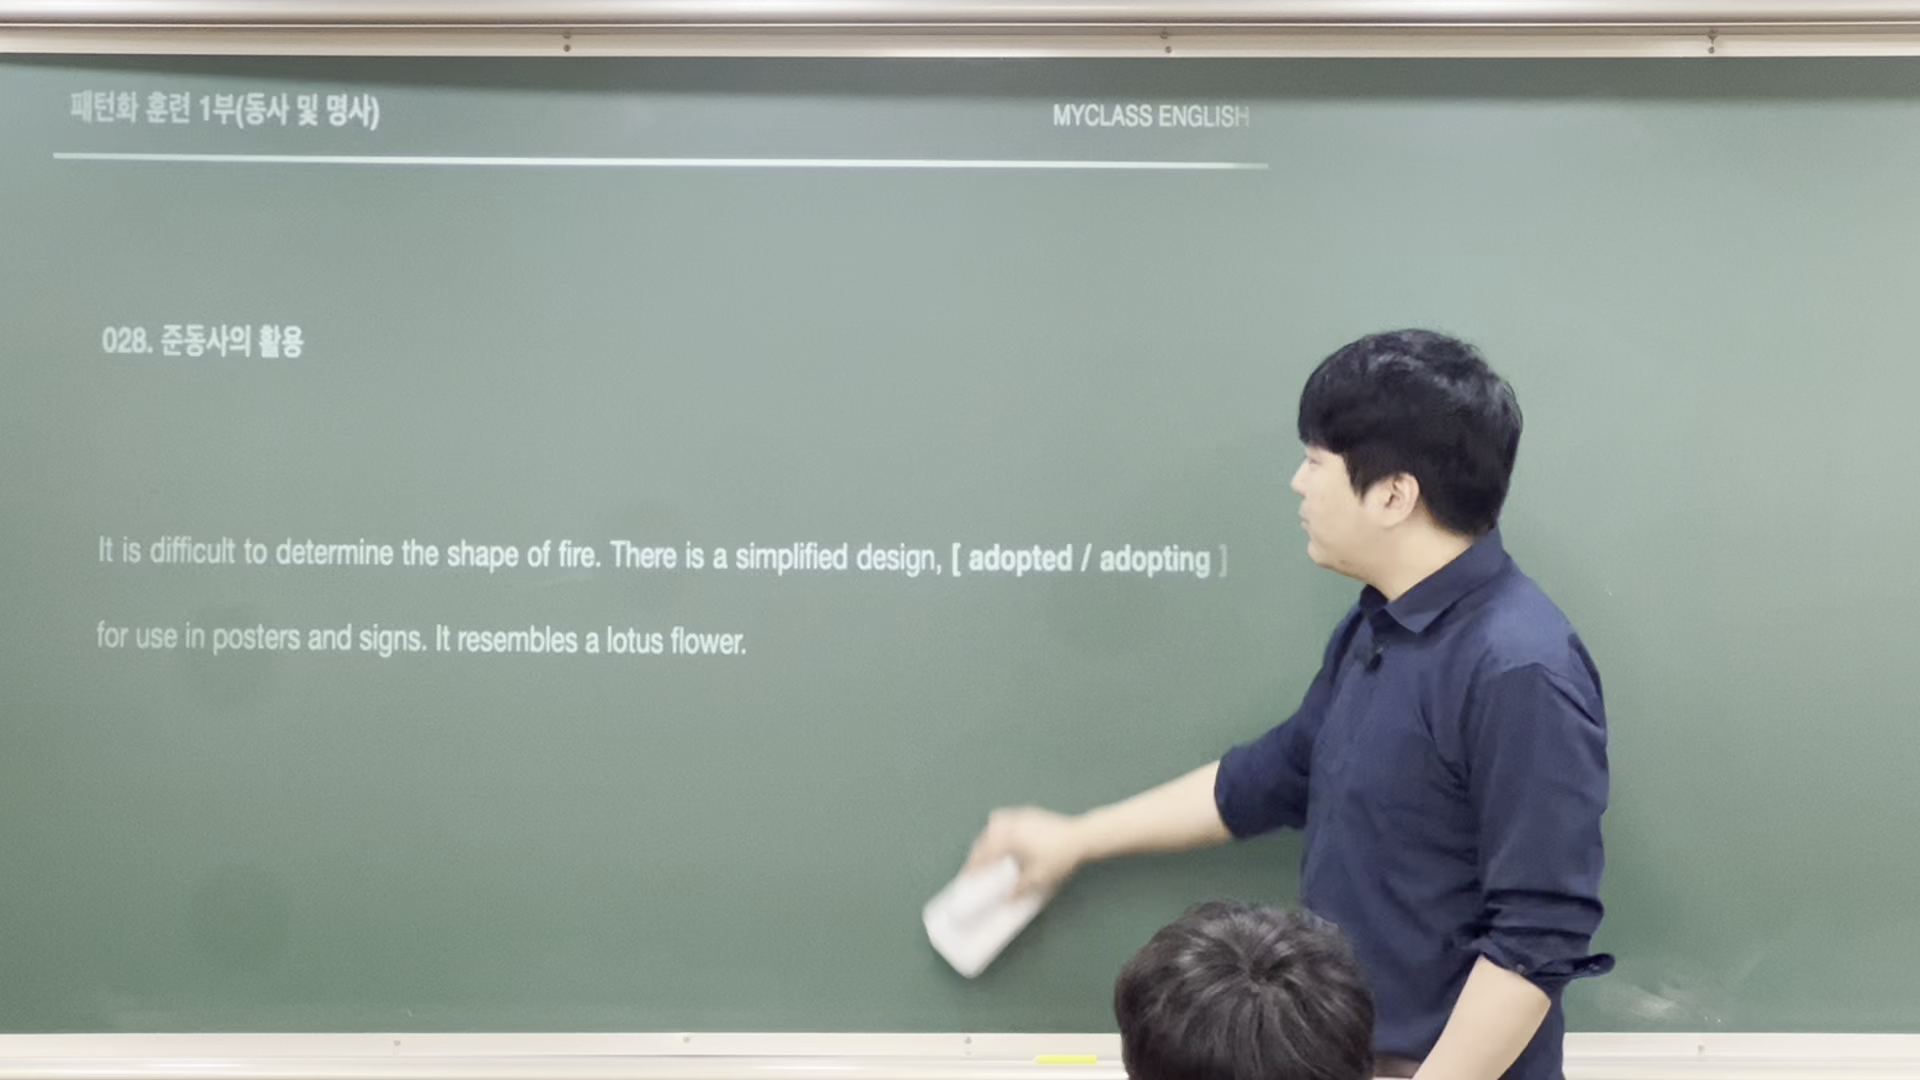 패턴화 훈련 1부(동사 및 명사)
MYCLASS ENGLISH
028. 준동사의 활용
It is difficult to determine the shape of fire. There is a simplified design, [ adopted / adopting ]
for use in posters and signs. It resembles a lotus flower.